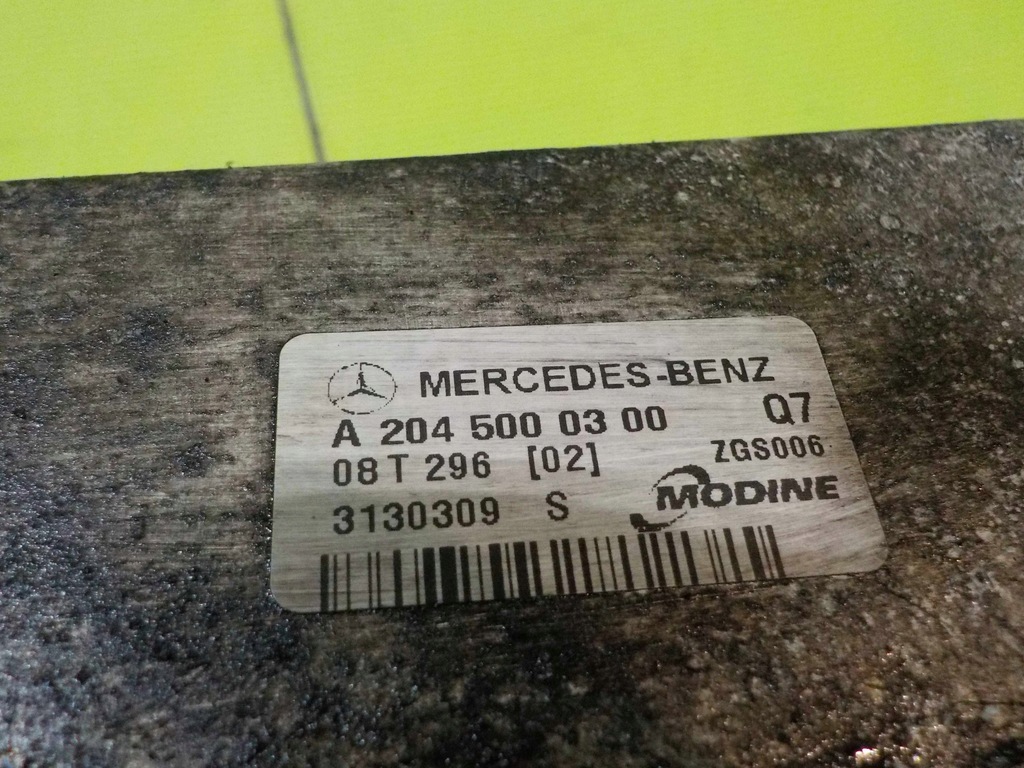 MERCEDES-BENZ
A 204 500 03 00 Q7
08 T 296 [02] ZGS006
3130309 S MODINE